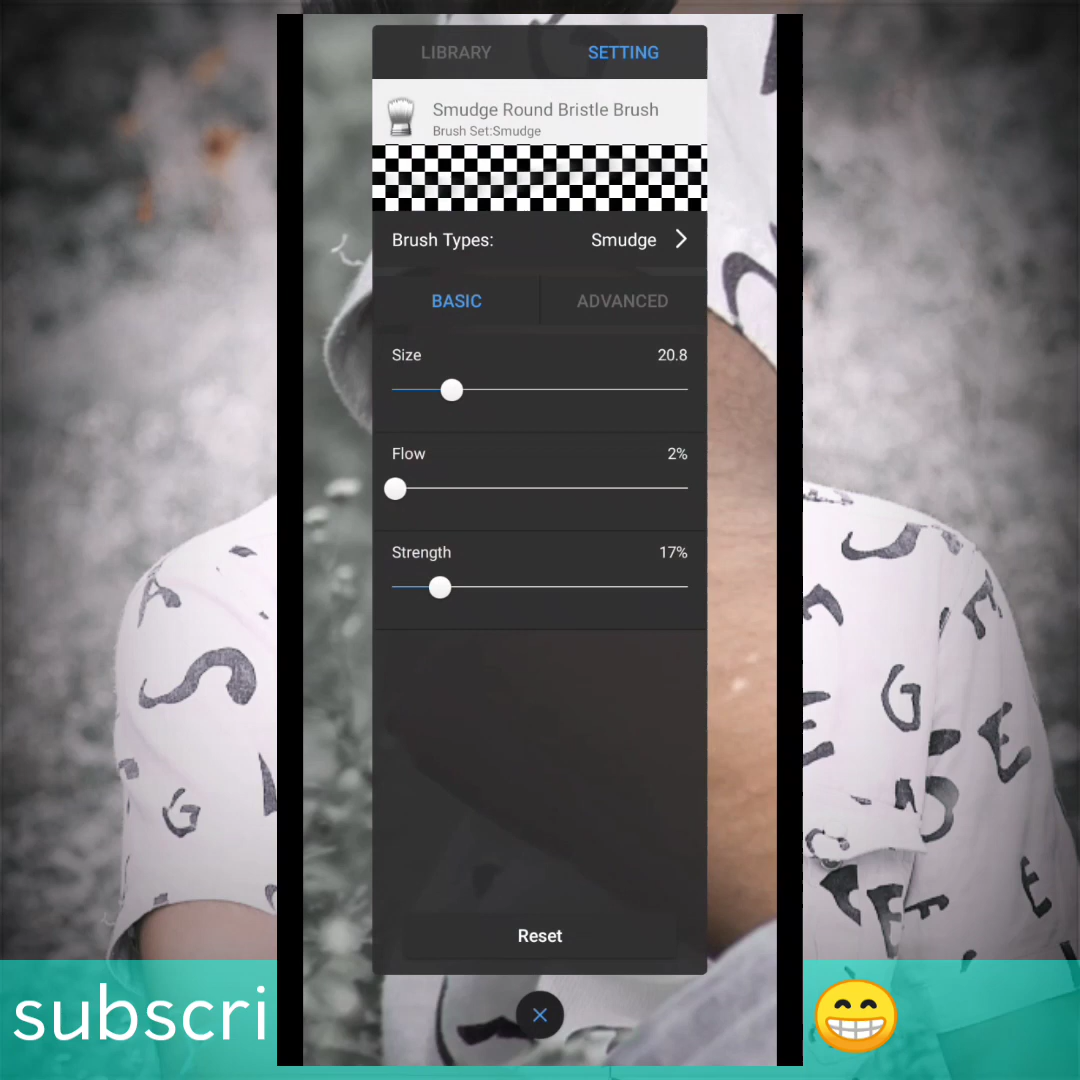 LIBRARY SETTING
Smudge Round Bristle Brush
Brush Set:Smudge
Brush Types: Smudge
BASIC ADVANCED
Size 20.8
Flow 2%
Strength 17%
Reset
subscri